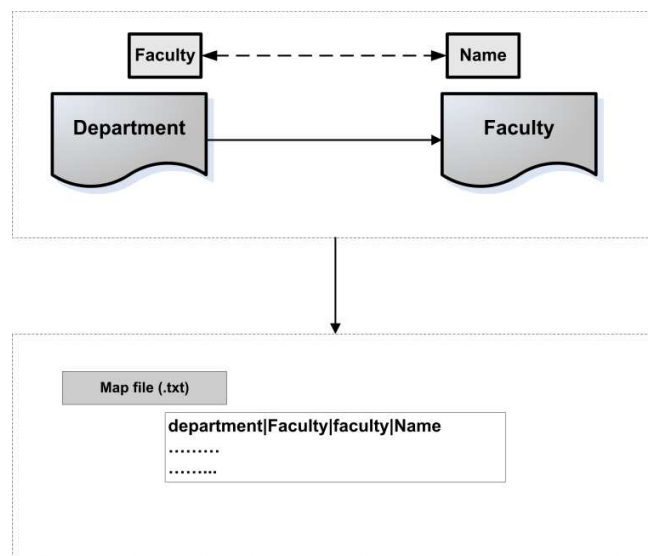 Faculty
Name
Department
Faculty
Map file (.txt)
department|Faculty|faculty|Name
.........
.........